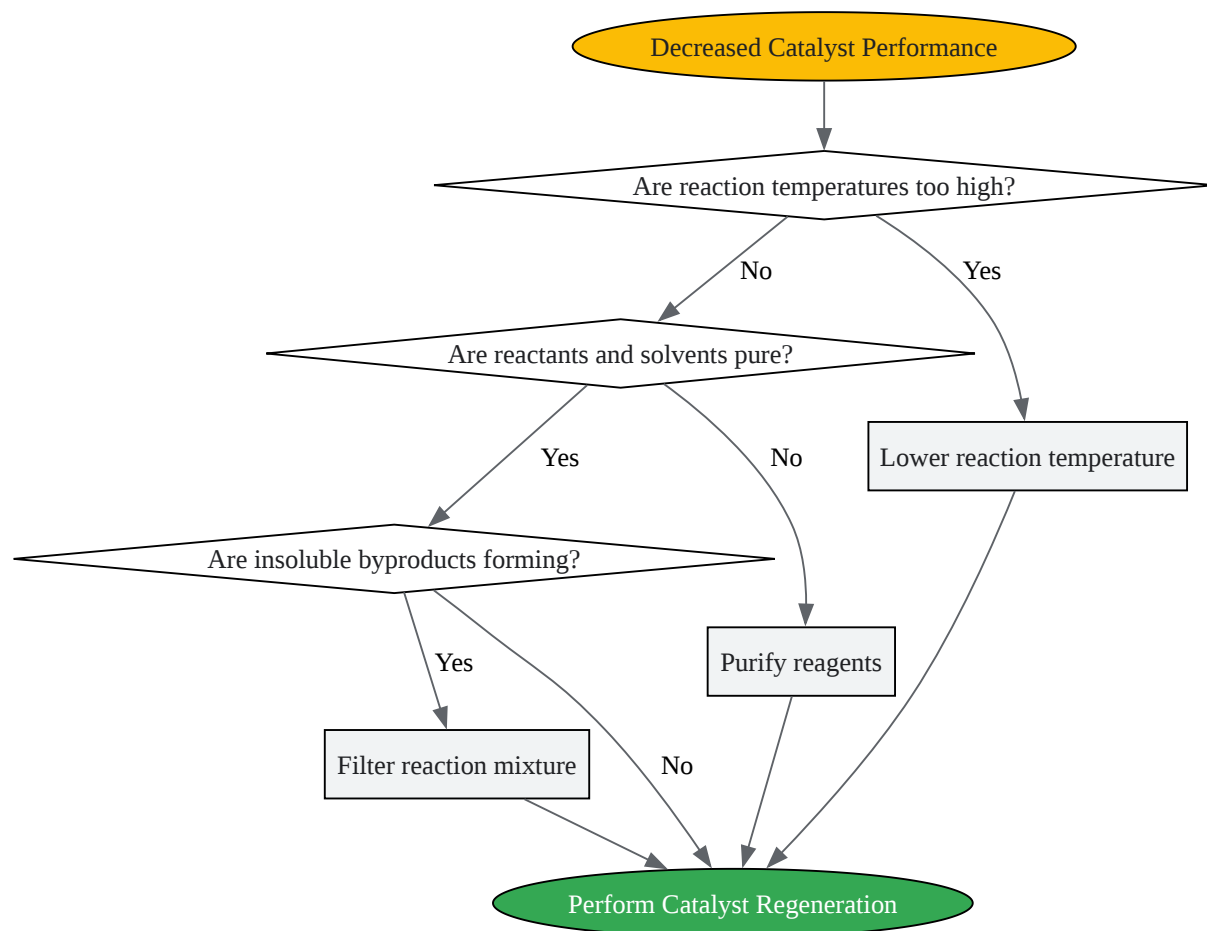 Decreased Catalyst Performance
Are reaction temperatures too high?
No
Yes
Are reactants and solvents pure?
Yes
No
Lower reaction temperature
Are insoluble byproducts forming?
Yes
Purify reagents
Filter reaction mixture
No
Perform Catalyst Regeneration